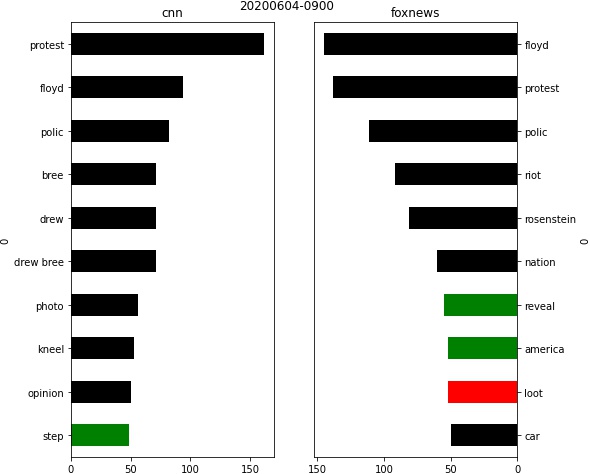 20200604-0900
cnn
foxnews
protest
floyd
polic
bree
drew
drew bree
photo
kneel
opinion
step
0
0 50 100 150
floyd
protest
polic
riot
rosenstein
nation
reveal
america
loot
car
0
150 100 50 0